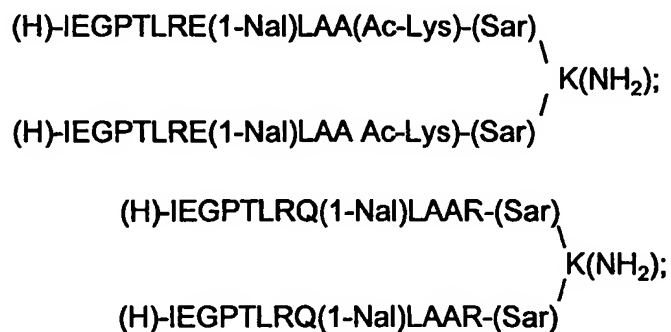 (H)-IEGPTLRE(1-Nal)LAA(Ac-Lys)-(Sar)
K(NH₂);
(H)-IEGPTLRE(1-Nal)LAA Ac-Lys)-(Sar)
(H)-IEGPTLRQ(1-Nal)LAAR-(Sar)
K(NH₂);
(H)-IEGPTLRQ(1-Nal)LAAR-(Sar)